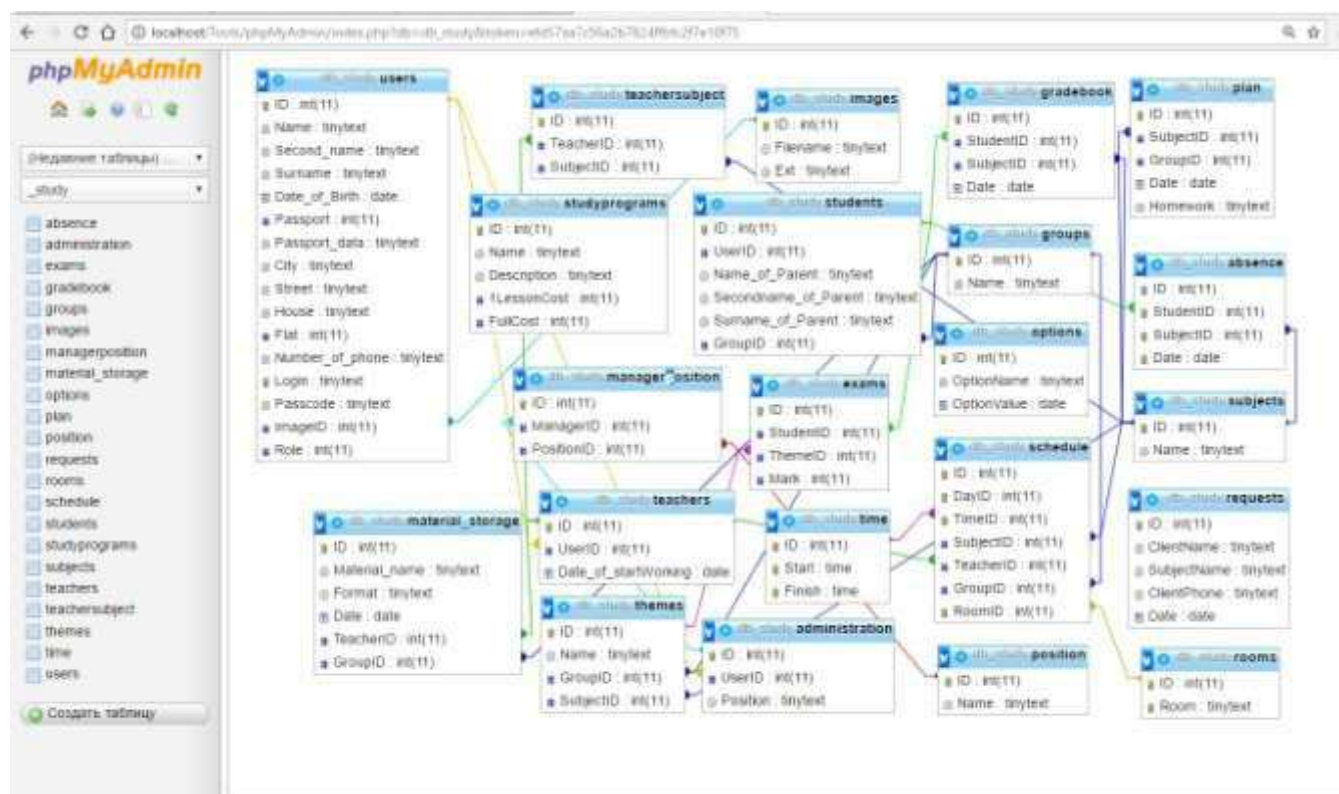 localhost
phpMyAdmin
(Недавние таблицы) ...
_study
absence
administration
exams
gradebook
groups
images
managerposition
material_storage
options
plan
position
requests
rooms
schedule
students
studyprograms
subjects
teachers
teachersubject
themes
time
users
Создать таблицу
users
ID : int(11)
Name : tinytext
Second_name : tinytext
Surname : tinytext
Date_of_Birth : date
Passport : int(11)
Passport_data : tinytext
City : tinytext
Street : tinytext
House : tinytext
Flat : int(11)
Number_of_phone : tinytext
Login : tinytext
Passcode : tinytext
ImageID : int(11)
Role : int(11)
teachersubject
ID : int(11)
TeacherID : int(11)
SubjectID : int(11)
images
ID : int(11)
Filename : tinytext
Ext : tinytext
gradebook
ID : int(11)
StudentID : int(11)
SubjectID : int(11)
Date : date
plan
ID : int(11)
SubjectID : int(11)
GroupID : int(11)
Date : date
Homework : tinytext
studyprograms
ID : int(11)
Name : tinytext
Description : tinytext
1LessonCost : int(11)
FullCost : int(11)
students
ID : int(11)
UserID : int(11)
Name_of_Parent : tinytext
Secondname_of_Parent : tinytext
Surname_of_Parent : tinytext
GroupID : int(11)
groups
ID : int(11)
Name : tinytext
absence
ID : int(11)
StudentID : int(11)
SubjectID : int(11)
Date : date
options
ID : int(11)
OptionName : tinytext
OptionValue : date
managerposition
ID : int(11)
ManagerID : int(11)
PositionID : int(11)
exams
ID : int(11)
StudentID : int(11)
ThemeID : int(11)
Mark : int(11)
subjects
ID : int(11)
Name : tinytext
schedule
ID : int(11)
DayID : int(11)
TimeID : int(11)
SubjectID : int(11)
TeacherID : int(11)
GroupID : int(11)
RoomID : int(11)
teachers
ID : int(11)
UserID : int(11)
Date_of_startWorking : date
material_storage
ID : int(11)
Material_name : tinytext
Format : tinytext
Date : date
TeacherID : int(11)
GroupID : int(11)
time
ID : int(11)
Start : time
Finish : time
requests
ID : int(11)
ClientName : tinytext
SubjectName : tinytext
ClientPhone : tinytext
Date : date
themes
ID : int(11)
Name : tinytext
GroupID : int(11)
SubjectID : int(11)
administration
ID : int(11)
UserID : int(11)
Position : tinytext
position
ID : int(11)
Name : tinytext
rooms
ID : int(11)
Room : tinytext